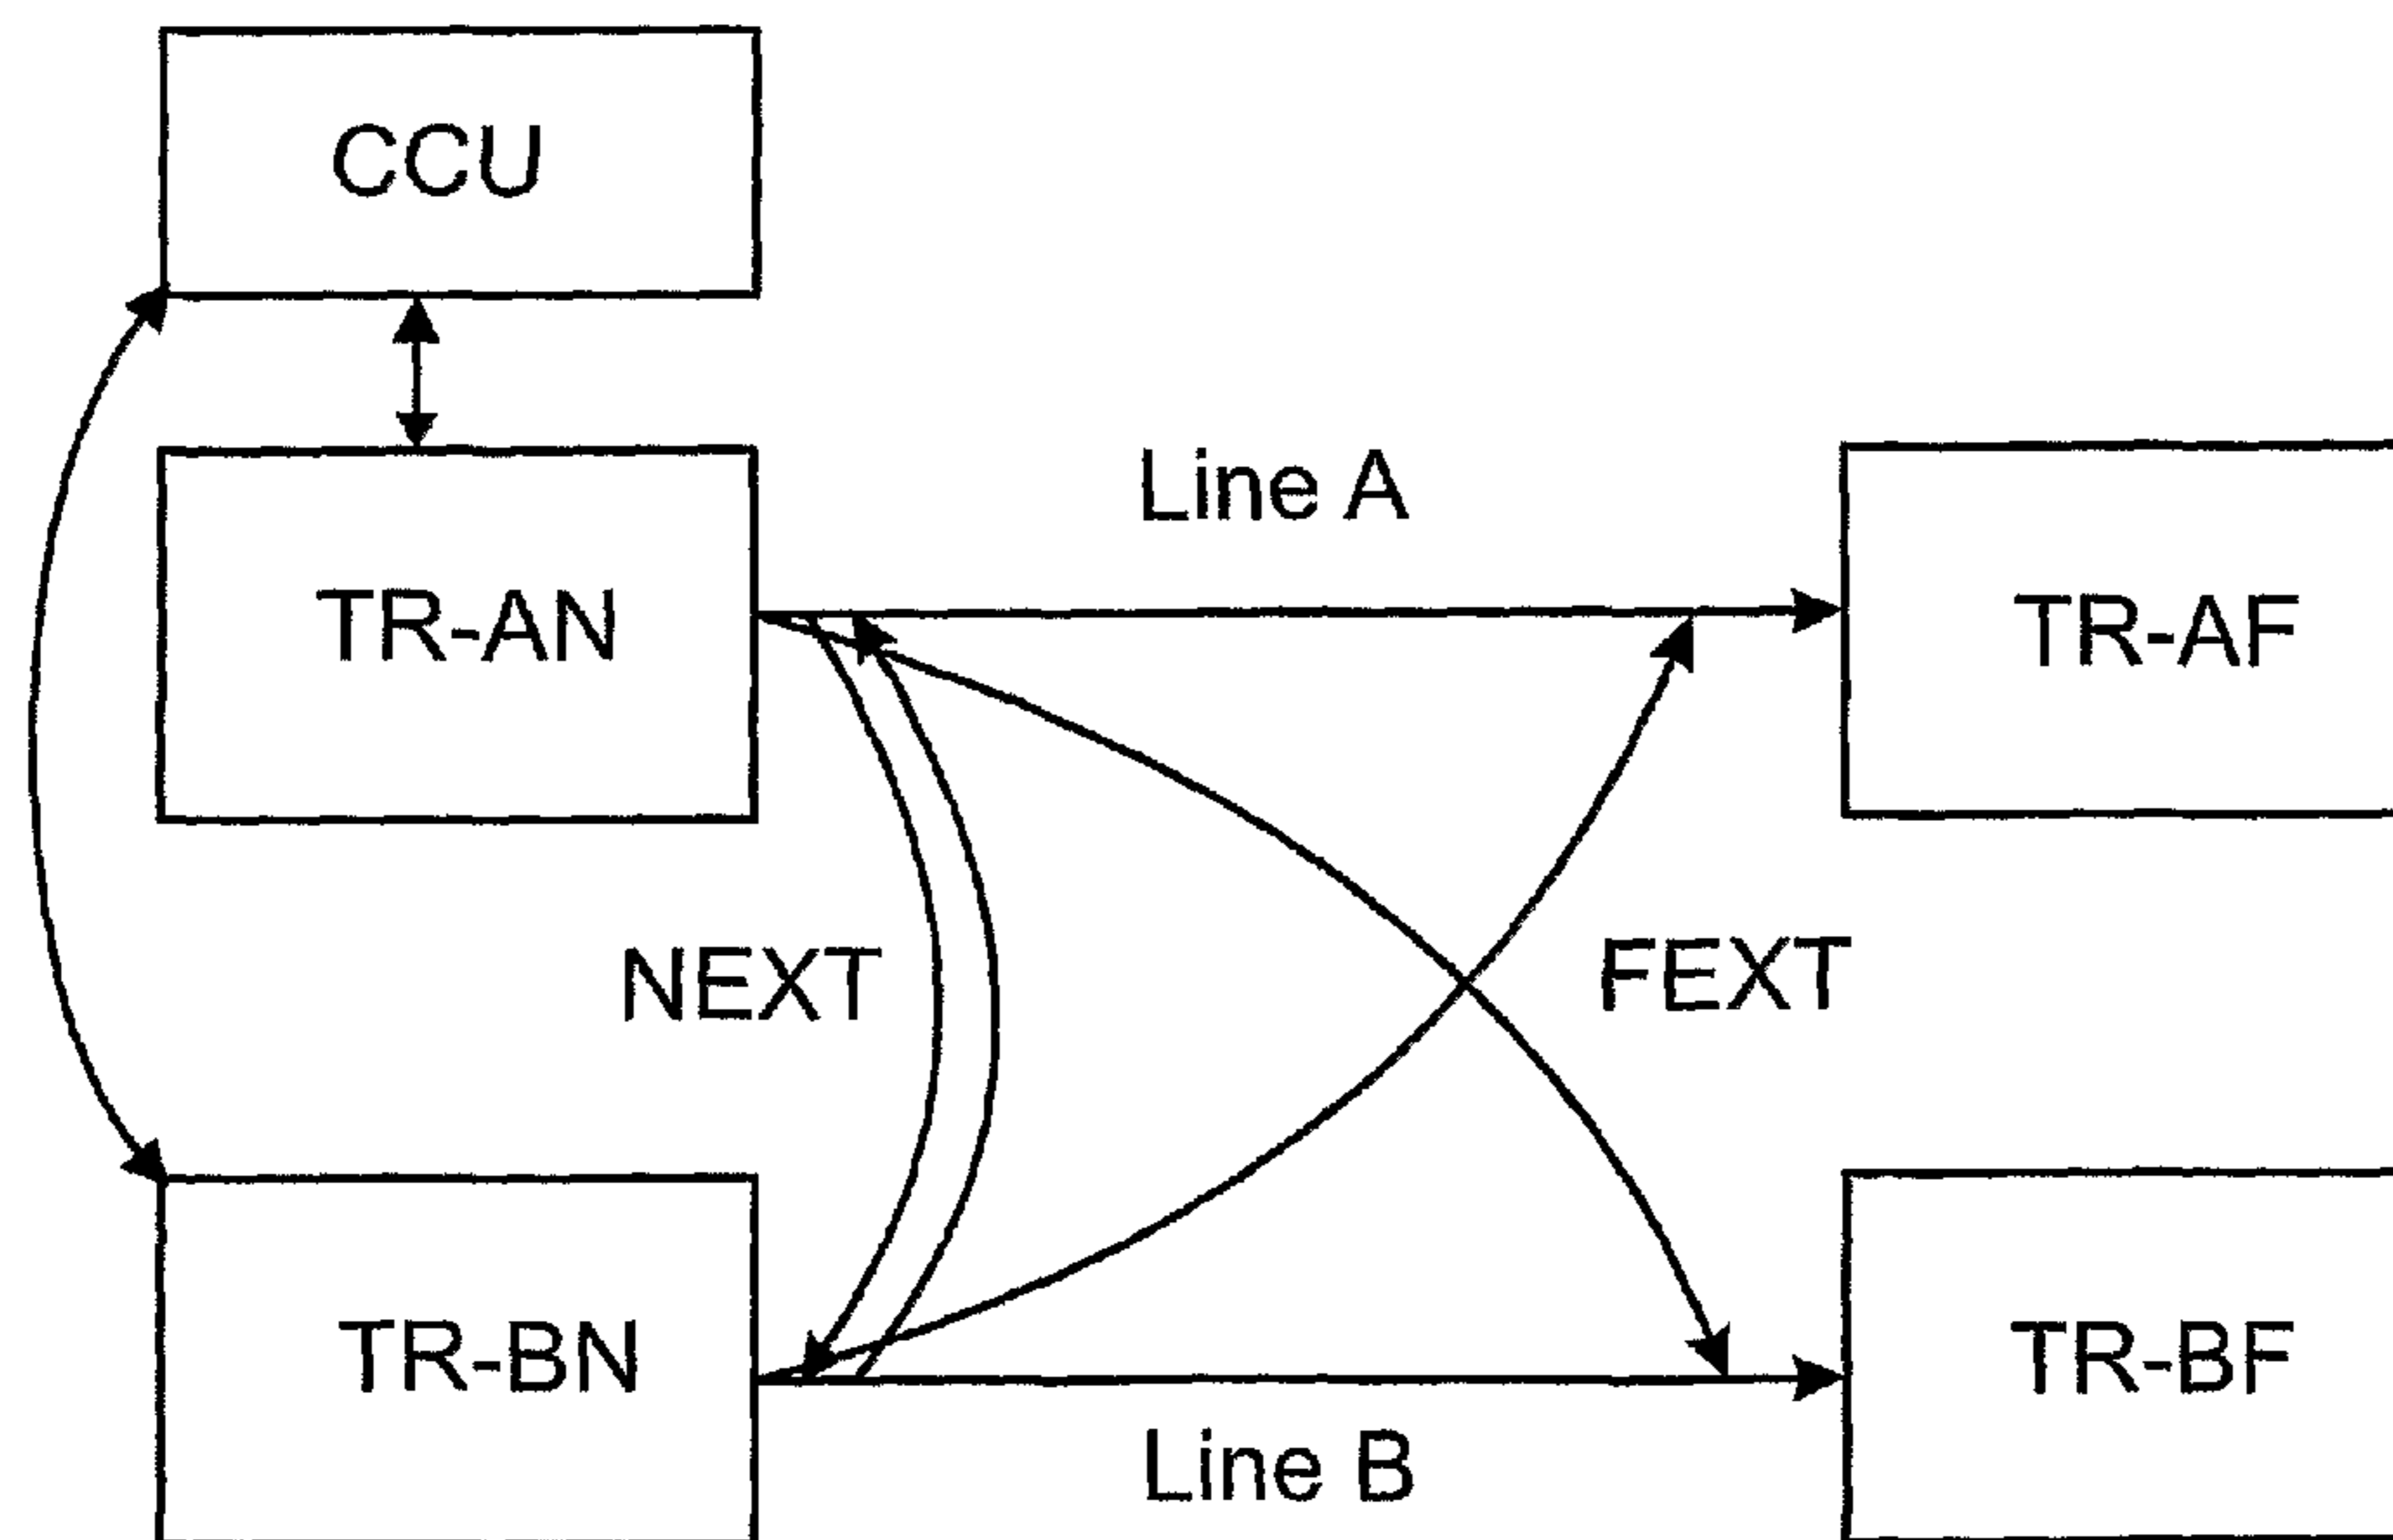 CCU
Line A
TR-AN
TR-AF
NEXT
FEXT
TR-BN
TR-BF
Line B